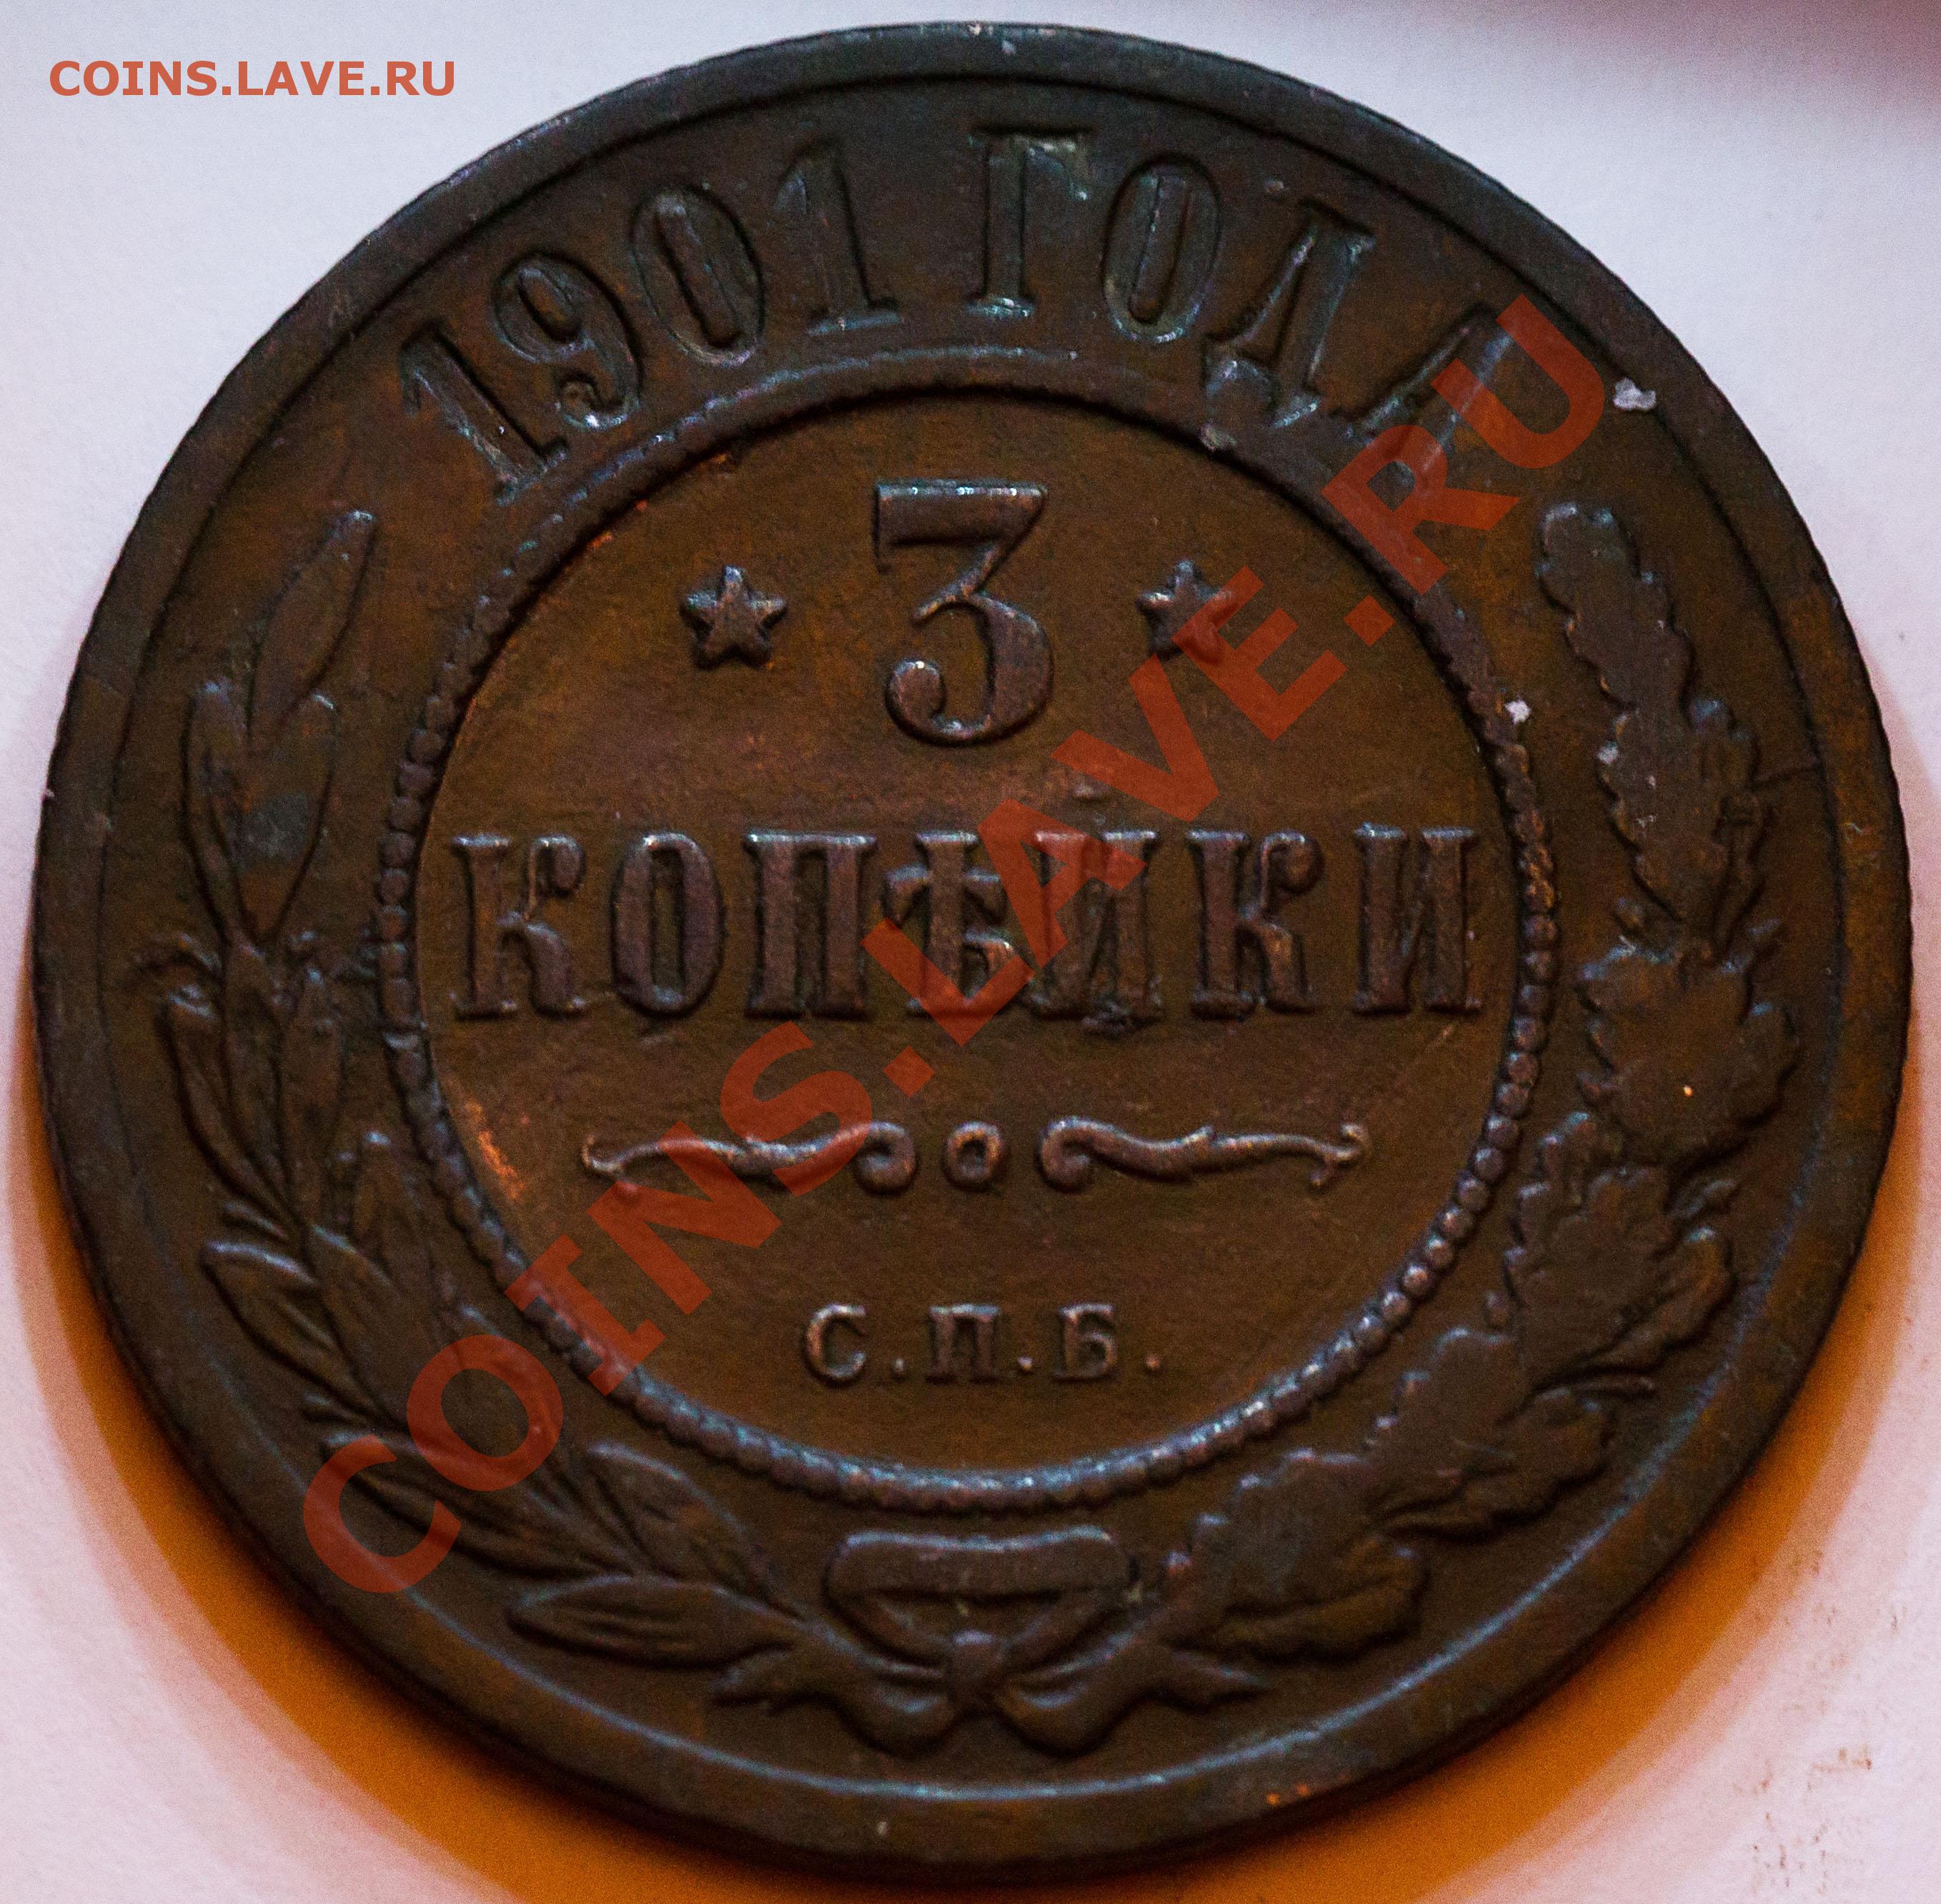 COINS.LAVE.RU
1901 ГОДА
3
КОПѢЙКИ
С.П.Б.
COINS.LAVE.RU